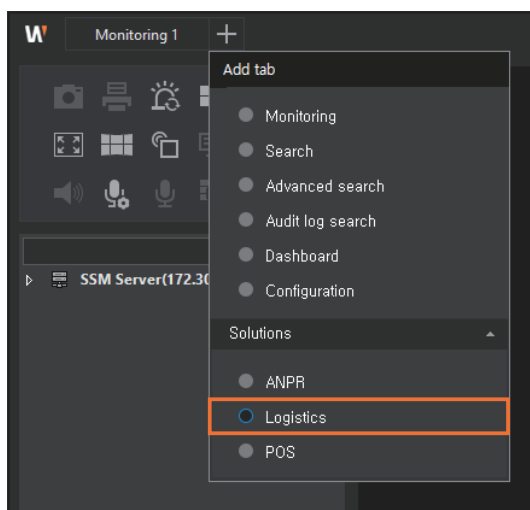 Monitoring 1
Add tab
Monitoring
Search
Advanced search
Audit log search
Dashboard
Configuration
SSM Server(172.30
Solutions
ANPR
Logistics
POS